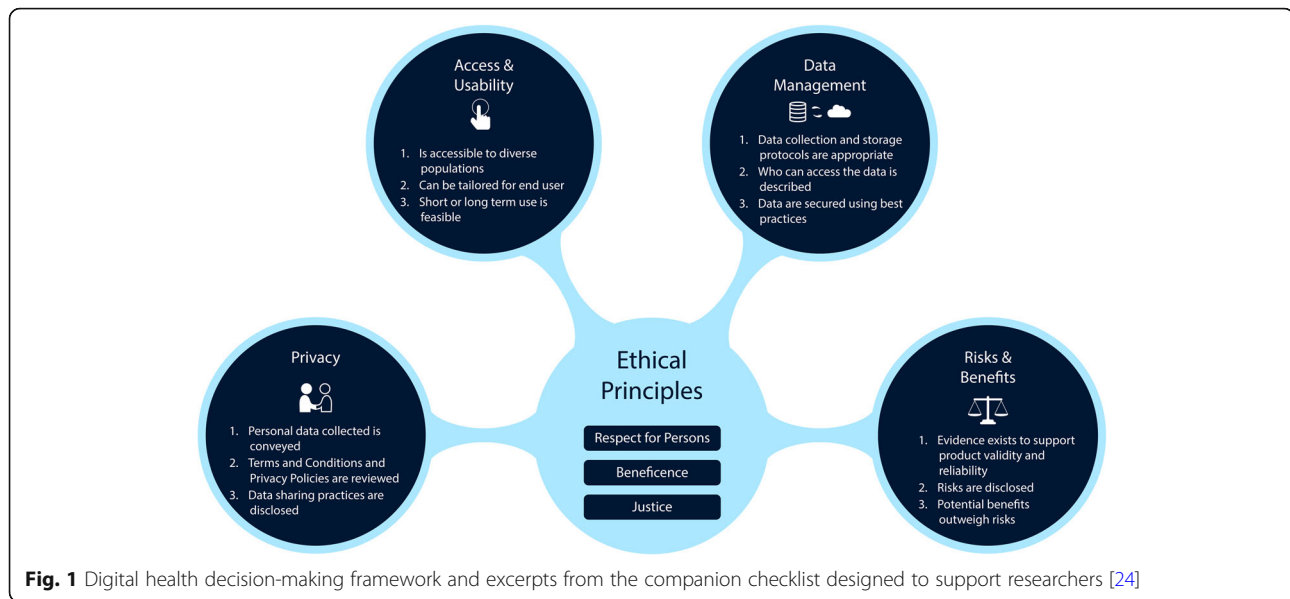 Access &
Usability
1. Is accessible to diverse
populations
2. Can be tailored for end user
3. Short or long term use is
feasible
Data
Management
1. Data collection and storage
protocols are appropriate
2. Who can access the data is
described
3. Data are secured using best
practices
Privacy
1. Personal data collected is
conveyed
2. Terms and Conditions and
Privacy Policies are reviewed
3. Data sharing practices are
disclosed
Ethical
Principles
Respect for Persons
Beneficence
Justice
Risks &
Benefits
1. Evidence exists to support
product validity and
reliability
2. Risks are disclosed
3. Potential benefits
outweigh risks
Fig. 1 Digital health decision-making framework and excerpts from the companion checklist designed to support researchers [24]